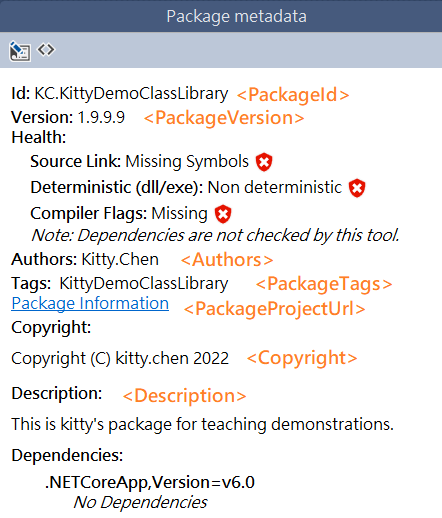 Package metadata
<>
Id: KC.KittyDemoClassLibrary <PackageId>
Version: 1.9.9.9 <PackageVersion>
Health:
Source Link: Missing Symbols
Deterministic (dll/exe): Non deterministic
Compiler Flags: Missing
Note: Dependencies are not checked by this tool.
Authors: Kitty.Chen <Authors>
Tags: KittyDemoClassLibrary <PackageTags>
Package Information <PackageProjectUrl>
Copyright:
Copyright (C) kitty.chen 2022 <Copyright>
Description: <Description>
This is kitty's package for teaching demonstrations.
Dependencies:
.NETCoreApp,Version=v6.0
No Dependencies